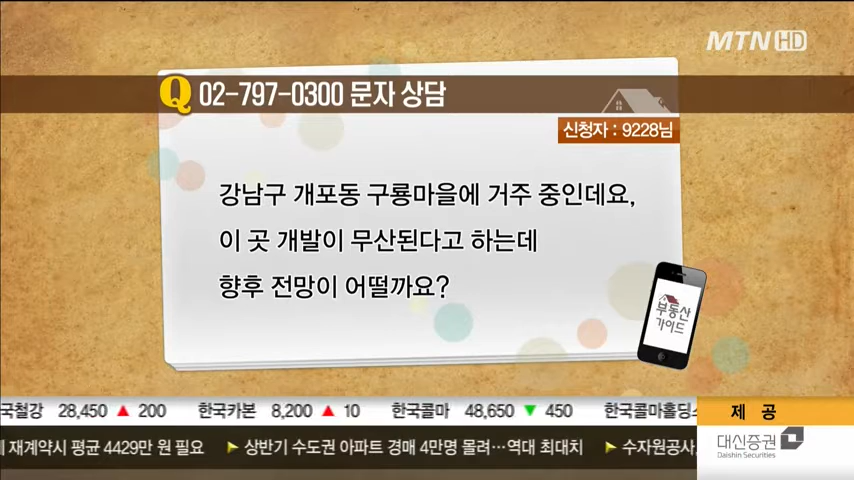 MTN HD
Q 02-797-0300 문자 상담
신청자 : 9228님
강남구 개포동 구룡마을에 거주 중인데요,
이 곳 개발이 무산된다고 하는데
향후 전망이 어떨까요?
부동산
가이드
국철강 28,450 ▲ 200 한국카본 8,200 ▲ 10 한국콜마 48,650 ▼ 450 한국콜마홀딩스
제 공
재계약시 평균 4429만 원 필요 ▶ 상반기 수도권 아파트 경매 4만명 몰려…역대 최대치 ▶ 수자원공사,
대신증권
Daishin Securities